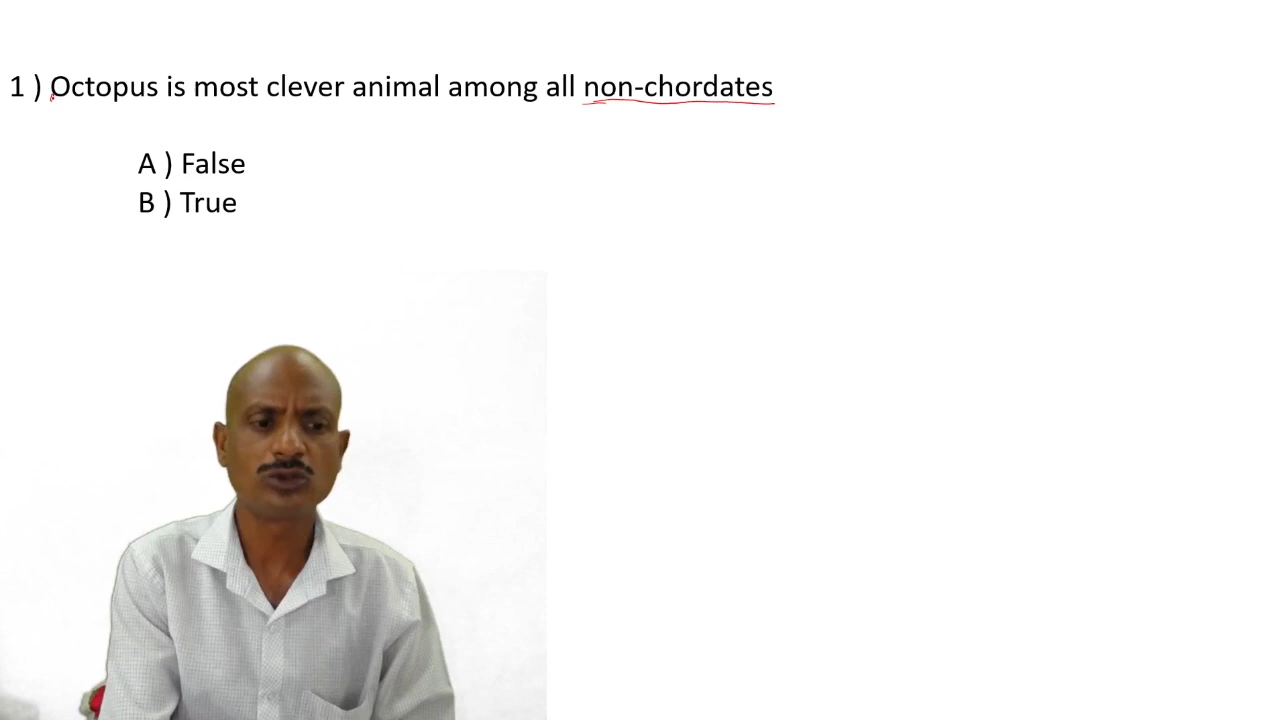 1 ) Octopus is most clever animal among all non-chordates
A ) False
B ) True